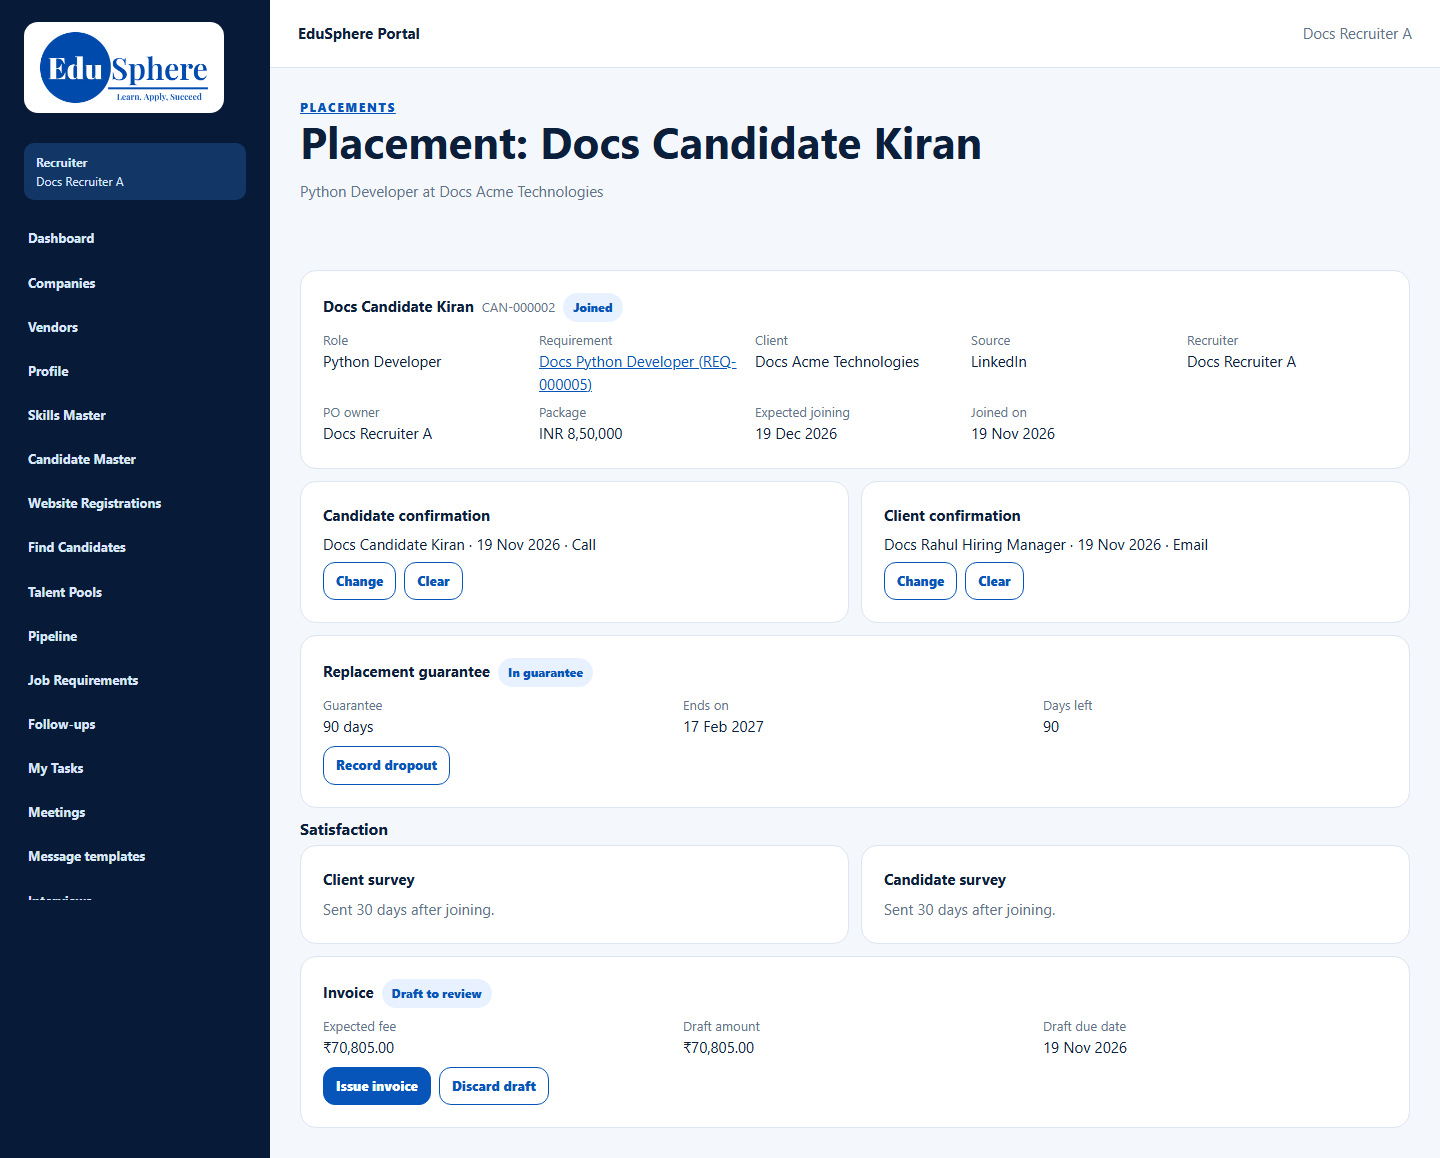 EduSphere
Learn. Apply, Succeed
Recruiter
Docs Recruiter A
Dashboard
Companies
Vendors
Profile
Skills Master
Candidate Master
Website Registrations
Find Candidates
Talent Pools
Pipeline
Job Requirements
Follow-ups
My Tasks
Meetings
Message templates
EduSphere Portal
Docs Recruiter A
PLACEMENTS
Placement: Docs Candidate Kiran
Python Developer at Docs Acme Technologies
Docs Candidate Kiran CAN-000002 Joined
Role Requirement Client Source Recruiter
Python Developer Docs Python Developer (REQ- Docs Acme Technologies LinkedIn Docs Recruiter A
000005)
PO owner Package Expected joining Joined on
Docs Recruiter A INR 8,50,000 19 Dec 2026 19 Nov 2026
Candidate confirmation
Docs Candidate Kiran · 19 Nov 2026 · Call
Change Clear
Client confirmation
Docs Rahul Hiring Manager · 19 Nov 2026 · Email
Change Clear
Replacement guarantee In guarantee
Guarantee Ends on Days left
90 days 17 Feb 2027 90
Record dropout
Satisfaction
Client survey
Sent 30 days after joining.
Candidate survey
Sent 30 days after joining.
Invoice Draft to review
Expected fee Draft amount Draft due date
₹70,805.00 ₹70,805.00 19 Nov 2026
Issue invoice Discard draft